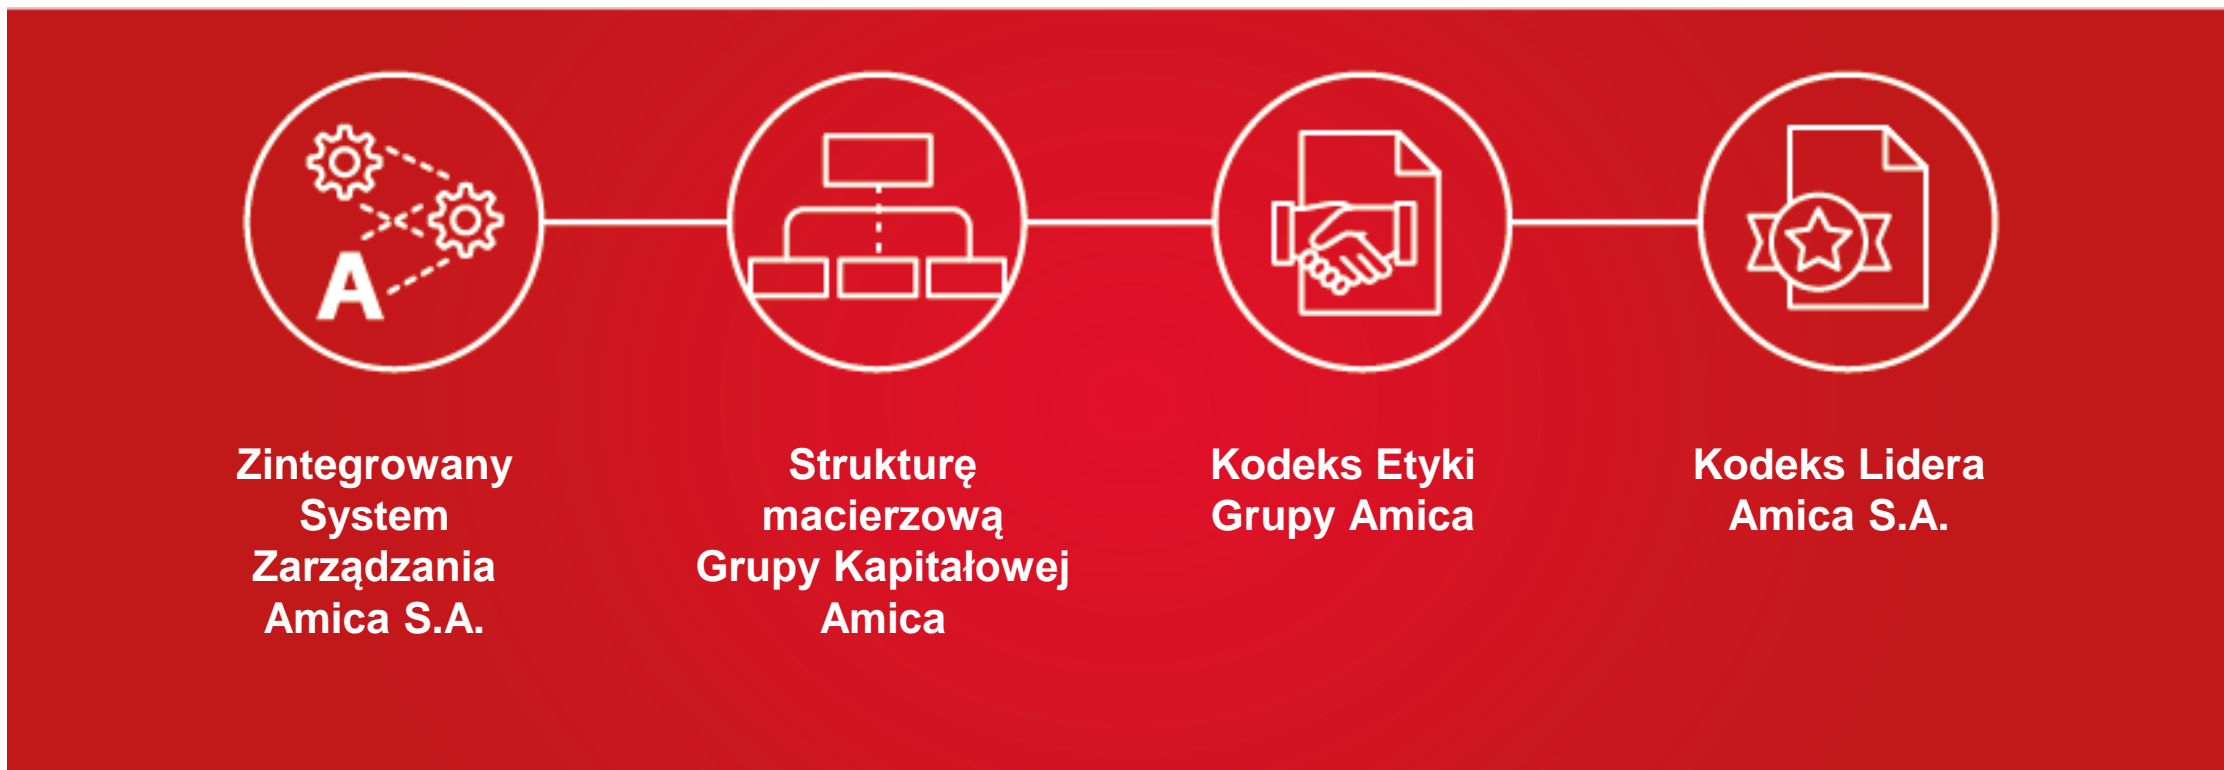 A
Zintegrowany
System
Zarządzania
Amica S.A.
Strukturę
macierzową
Grupy Kapitałowej
Amica
Kodeks Etyki
Grupy Amica
Kodeks Lidera
Amica S.A.